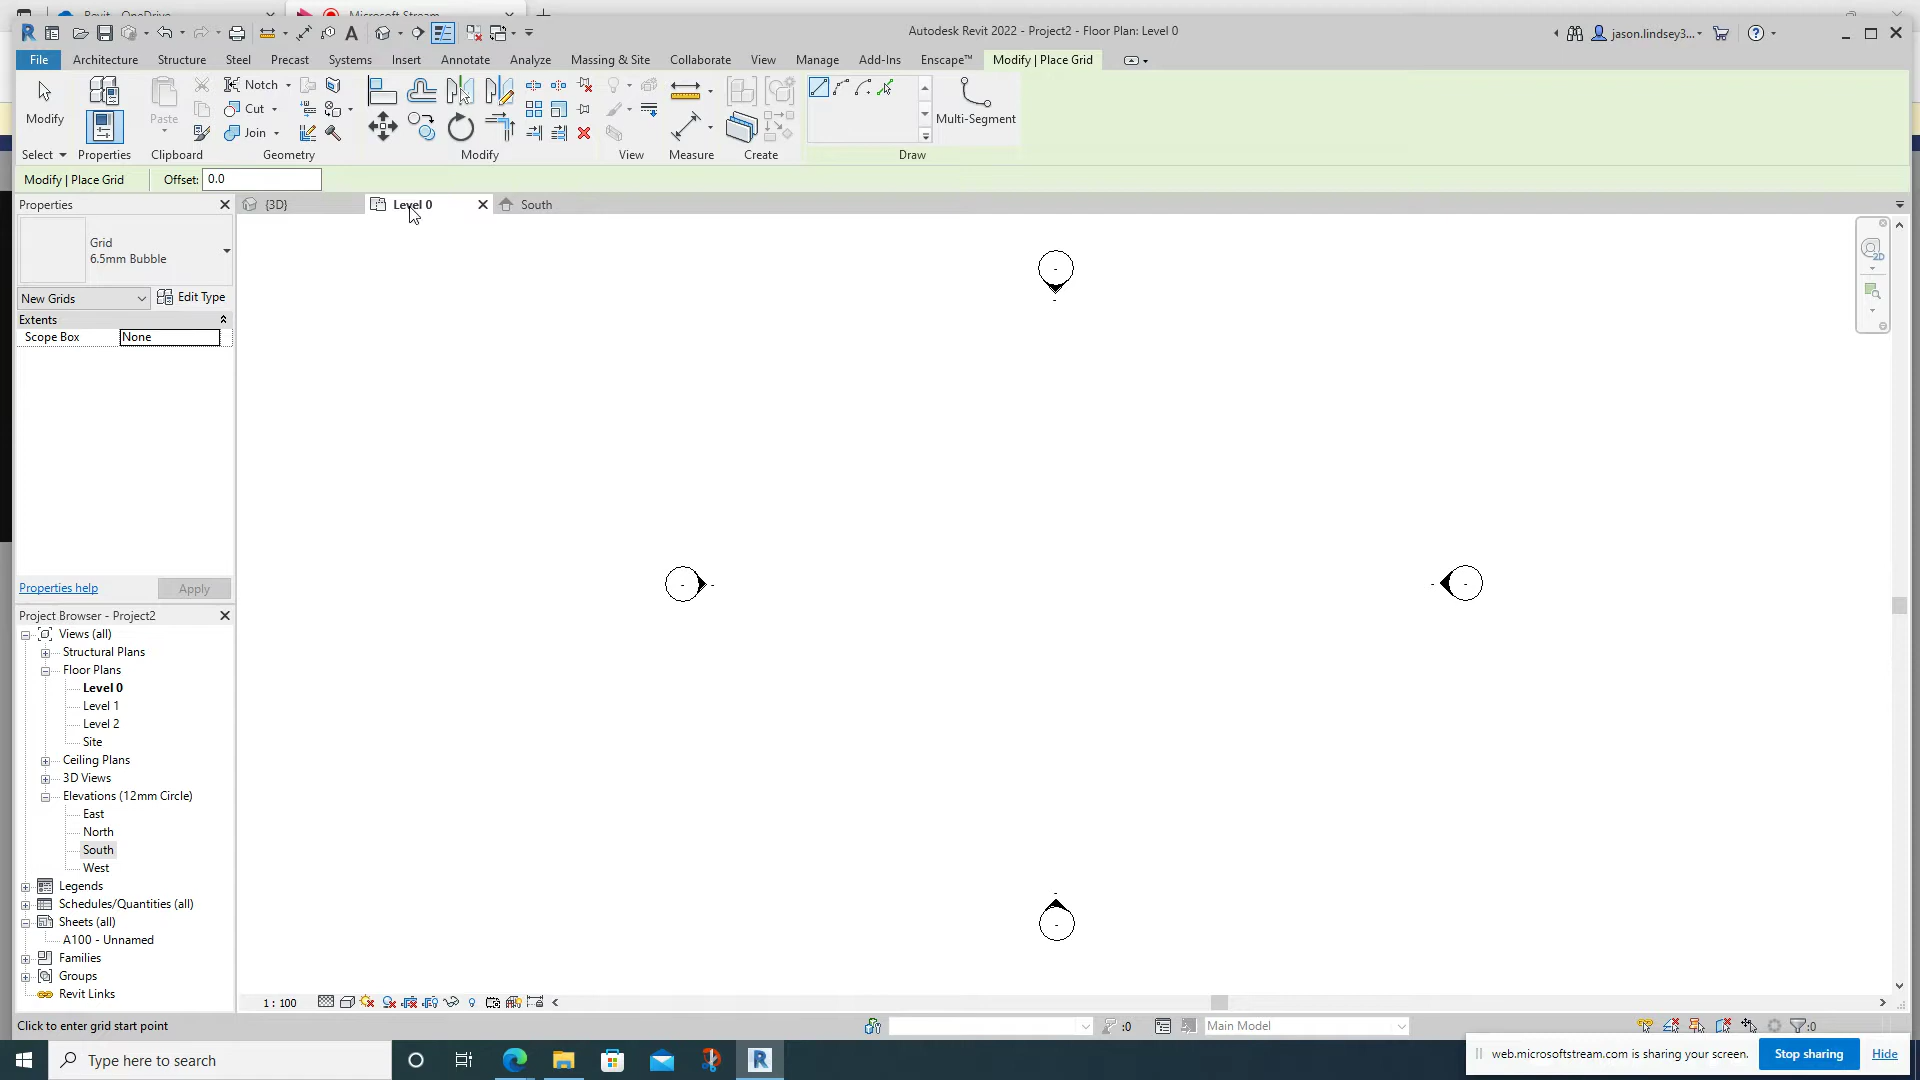 Revit - OneDrive
Microsoft Stream
Autodesk Revit 2022 - Project2 - Floor Plan: Level 0
jason.lindsey3...
File Architecture Structure Steel Precast Systems Insert Annotate Analyze Massing & Site Collaborate View Manage Add-Ins Enscape™ Modify | Place Grid
Modify
Paste
Notch
Cut
Join
Multi-Segment
Select Properties Clipboard Geometry Modify View Measure Create Draw
Modify | Place Grid Offset: 0.0
Properties
{3D} Level 0 South
Grid
6.5mm Bubble
New Grids Edit Type
Extents
Scope Box None
2D
Properties help Apply
Project Browser - Project2
Views (all)
Structural Plans
Floor Plans
Level 0
Level 1
Level 2
Site
Ceiling Plans
3D Views
Elevations (12mm Circle)
East
North
South
West
Legends
Schedules/Quantities (all)
Sheets (all)
A100 - Unnamed
Families
Groups
Revit Links
1 : 100
Click to enter grid start point :0 Main Model :0
Type here to search
web.microsoftstream.com is sharing your screen. Stop sharing Hide